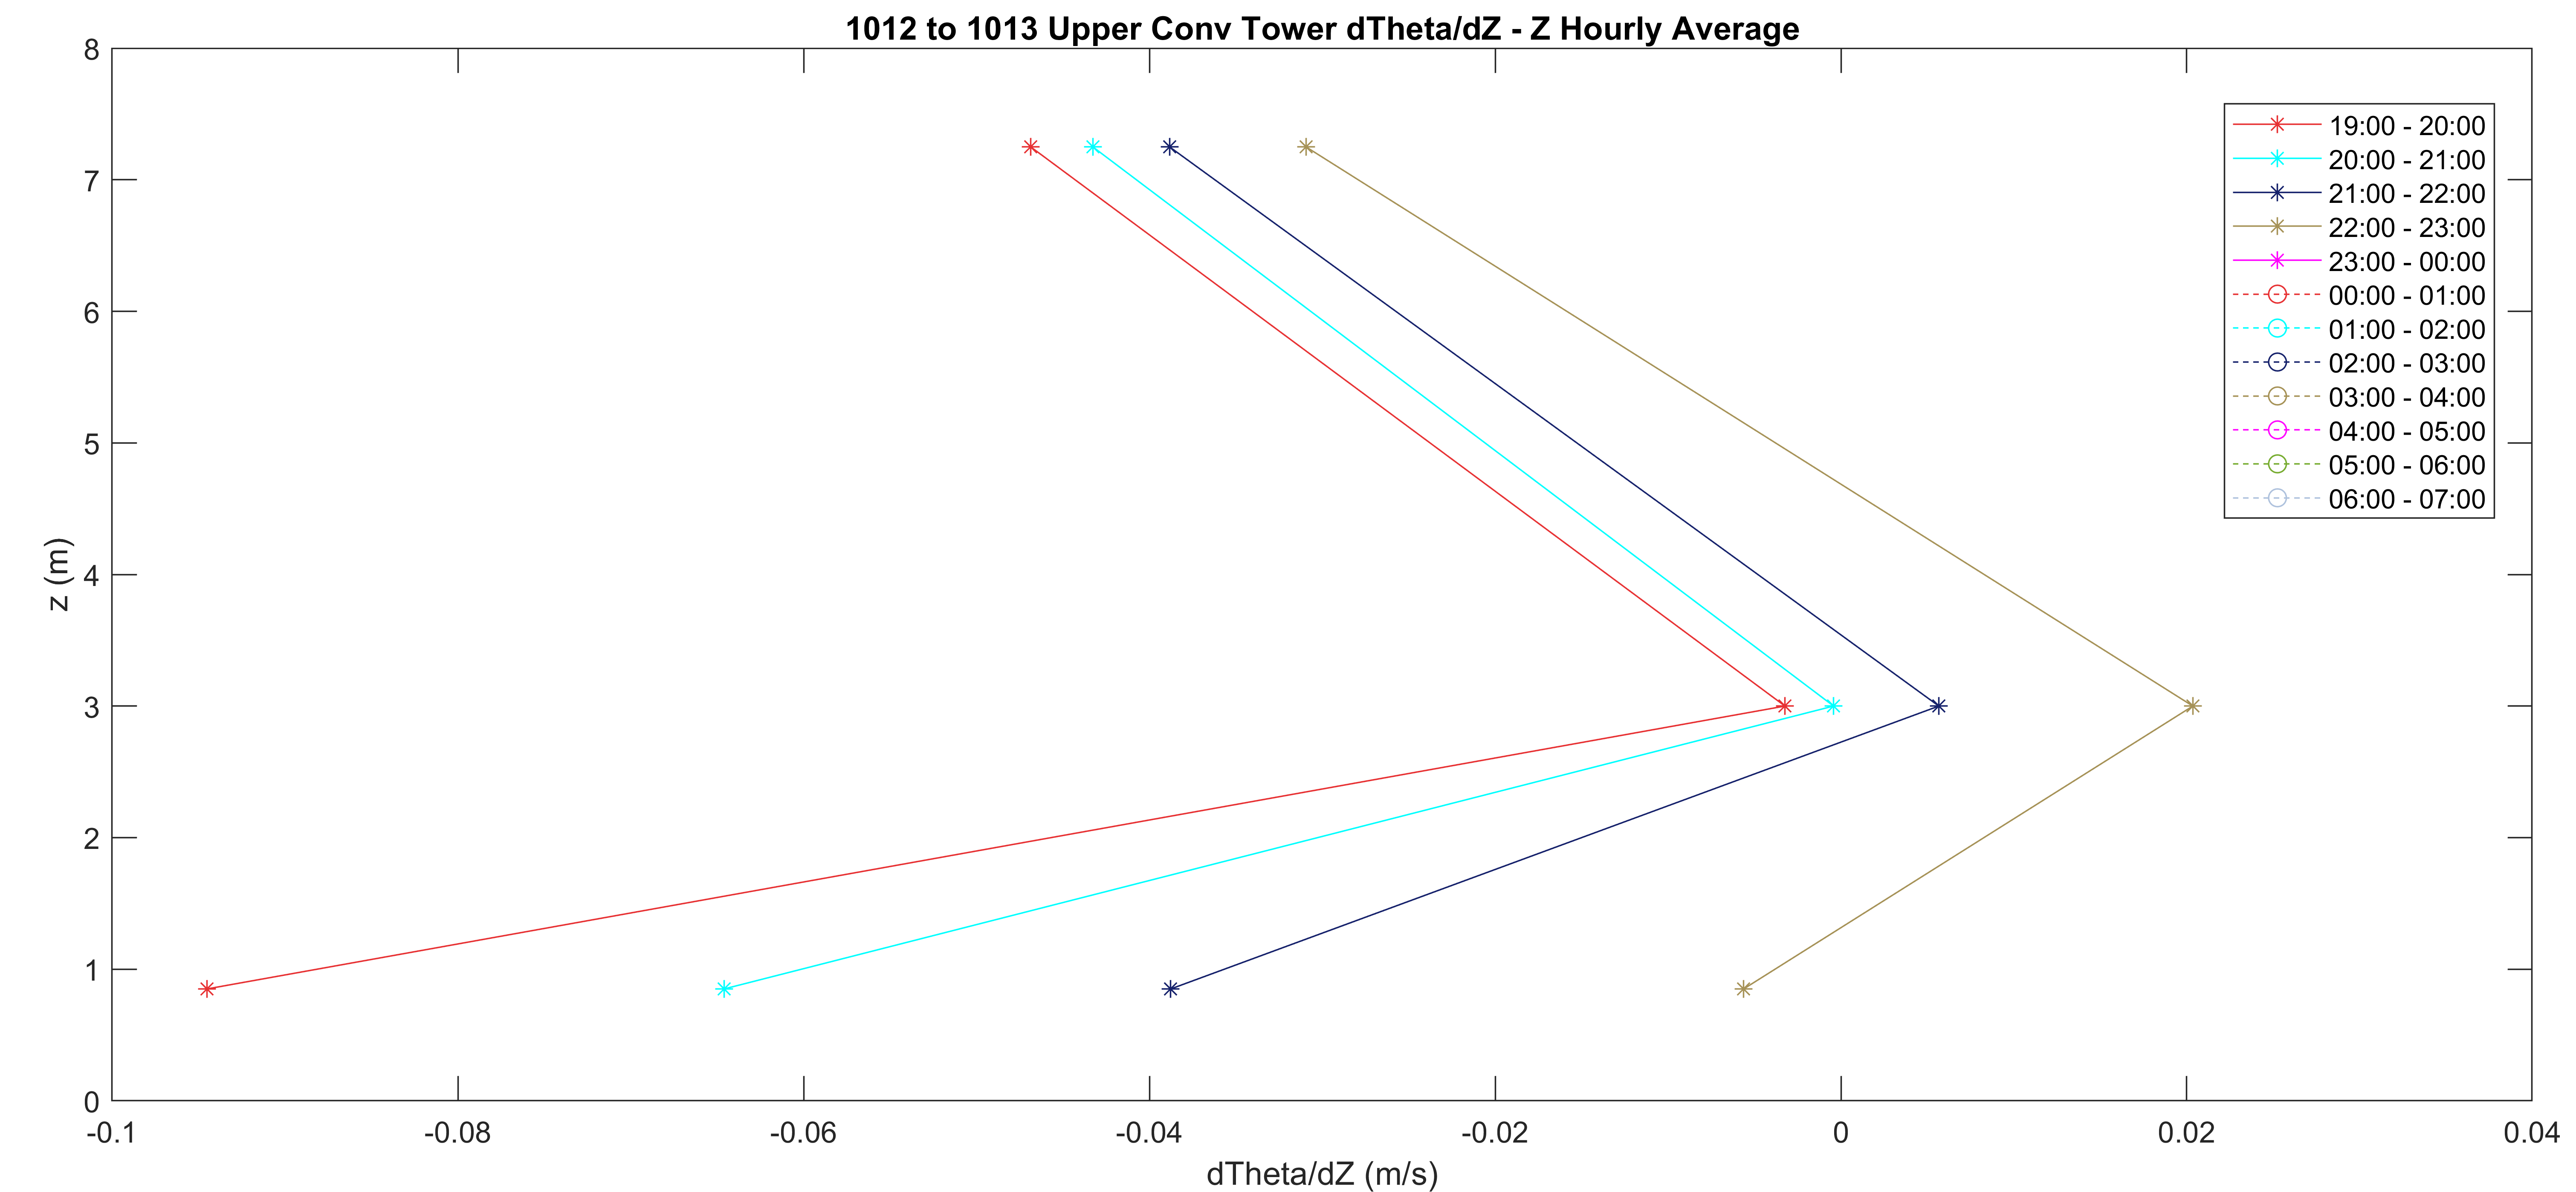 1012 to 1013 Upper Conv Tower dTheta/dZ - Z Hourly Average
8
7
6
5
4
3
2
1
0
z (m)
19:00 - 20:00
20:00 - 21:00
21:00 - 22:00
22:00 - 23:00
23:00 - 00:00
00:00 - 01:00
01:00 - 02:00
02:00 - 03:00
03:00 - 04:00
04:00 - 05:00
05:00 - 06:00
06:00 - 07:00
-0.1 -0.08 -0.06 -0.04 -0.02 0 0.02 0.04
dTheta/dZ (m/s)